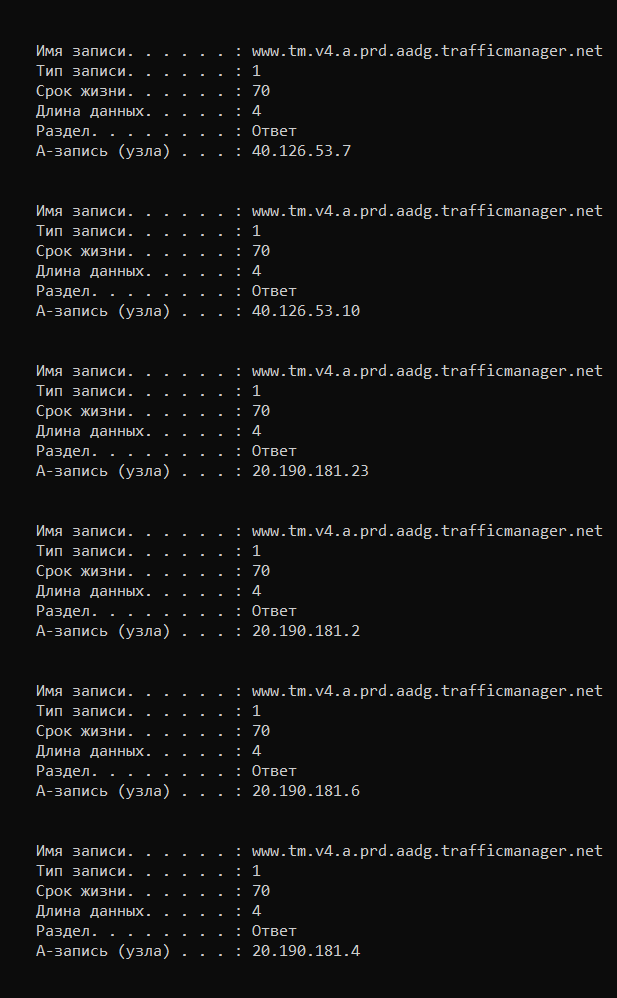 Имя записи. . . . . . : www.tm.v4.a.prd.aadg.trafficmanager.net
Тип записи. . . . . . : 1
Срок жизни. . . . . . : 70
Длина данных. . . . . : 4
Раздел. . . . . . . . : Ответ
А-запись (узла) . . . : 40.126.53.7
Имя записи. . . . . . : www.tm.v4.a.prd.aadg.trafficmanager.net
Тип записи. . . . . . : 1
Срок жизни. . . . . . : 70
Длина данных. . . . . : 4
Раздел. . . . . . . . : Ответ
А-запись (узла) . . . : 40.126.53.10
Имя записи. . . . . . : www.tm.v4.a.prd.aadg.trafficmanager.net
Тип записи. . . . . . : 1
Срок жизни. . . . . . : 70
Длина данных. . . . . : 4
Раздел. . . . . . . . : Ответ
А-запись (узла) . . . : 20.190.181.23
Имя записи. . . . . . : www.tm.v4.a.prd.aadg.trafficmanager.net
Тип записи. . . . . . : 1
Срок жизни. . . . . . : 70
Длина данных. . . . . : 4
Раздел. . . . . . . . : Ответ
А-запись (узла) . . . : 20.190.181.2
Имя записи. . . . . . : www.tm.v4.a.prd.aadg.trafficmanager.net
Тип записи. . . . . . : 1
Срок жизни. . . . . . : 70
Длина данных. . . . . : 4
Раздел. . . . . . . . : Ответ
А-запись (узла) . . . : 20.190.181.6
Имя записи. . . . . . : www.tm.v4.a.prd.aadg.trafficmanager.net
Тип записи. . . . . . : 1
Срок жизни. . . . . . : 70
Длина данных. . . . . : 4
Раздел. . . . . . . . : Ответ
А-запись (узла) . . . : 20.190.181.4